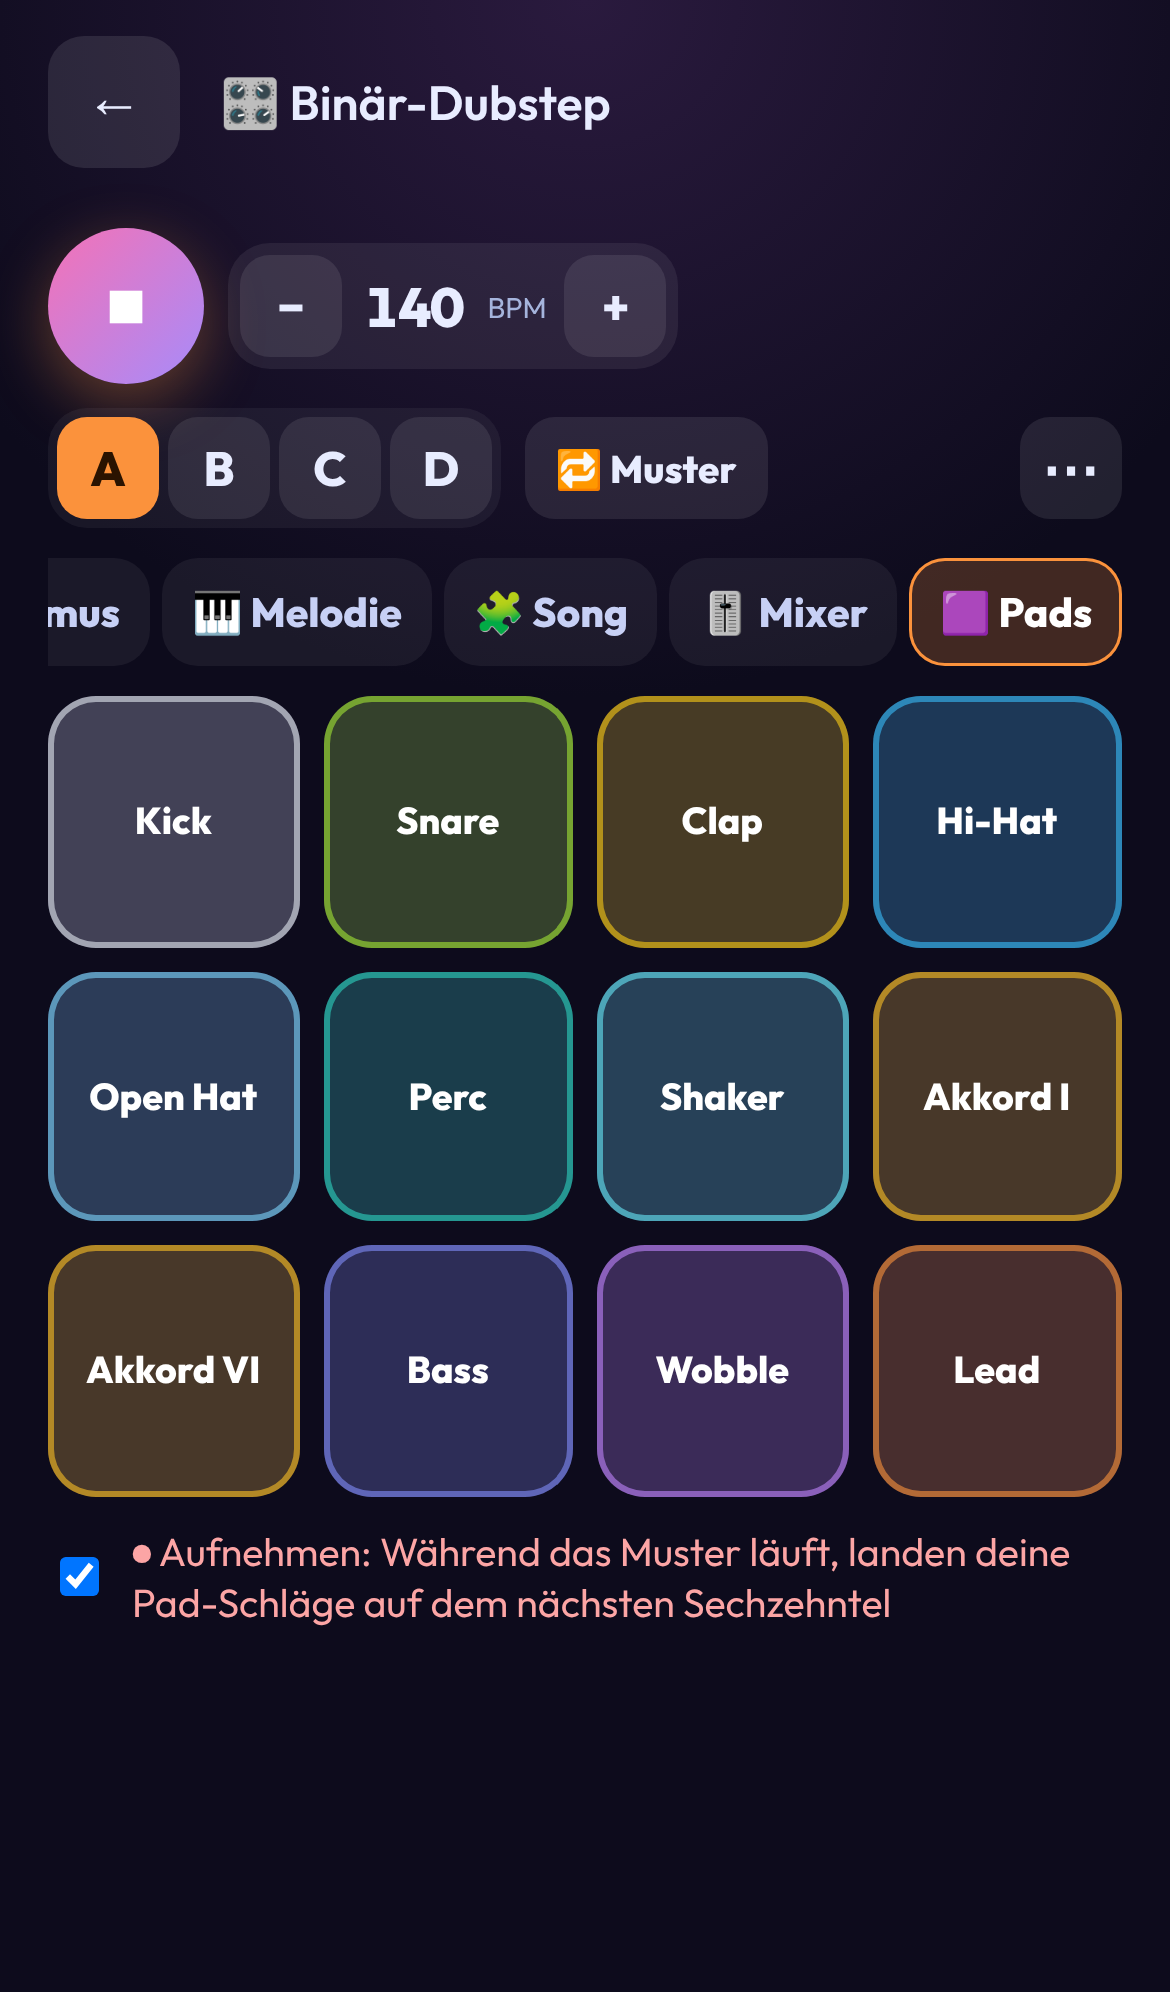 ← Binär-Dubstep
− 140 BPM +
A B C D 🔁 Muster ...
mus Melodie Song Mixer Pads
Kick Snare Clap Hi-Hat
Open Hat Perc Shaker Akkord I
Akkord VI Bass Wobble Lead
● Aufnehmen: Während das Muster läuft, landen deine
Pad-Schläge auf dem nächsten Sechzehntel